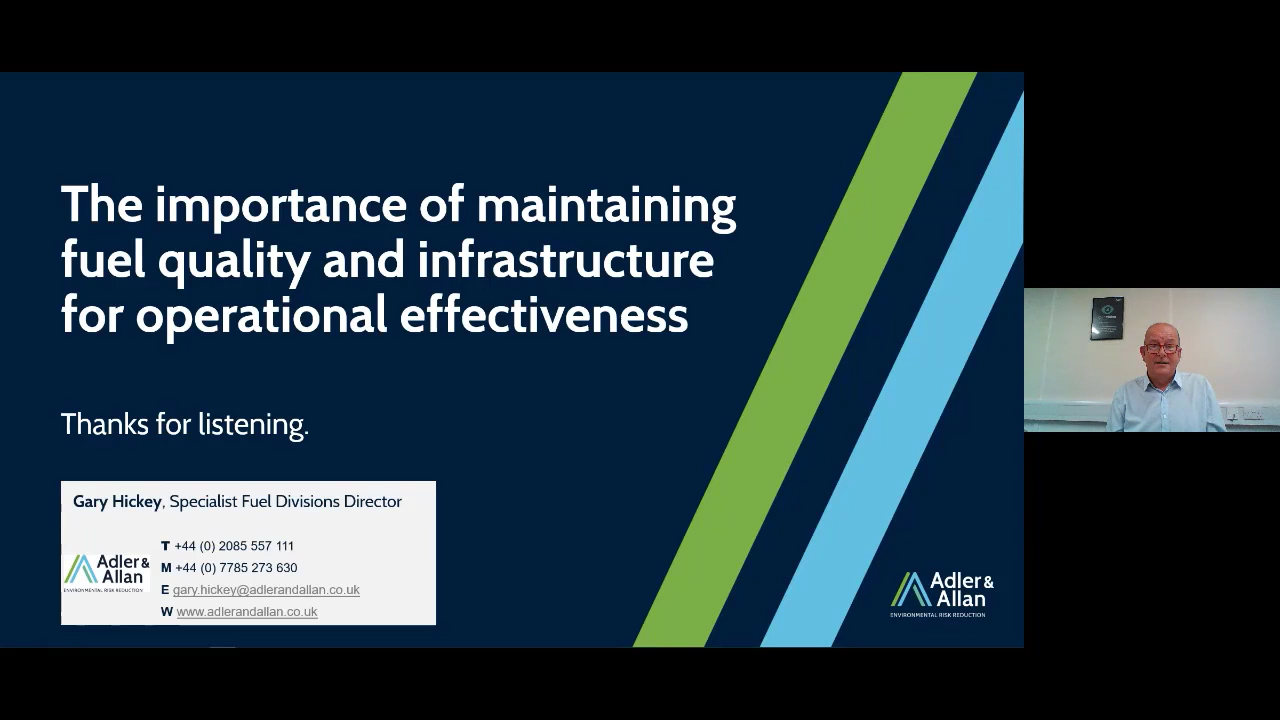 The importance of maintaining
fuel quality and infrastructure
for operational effectiveness
Thanks for listening.
Gary Hickey, Specialist Fuel Divisions Director
T +44 (0) 2085 557 111
M +44 (0) 7785 273 630
E gary.hickey@adlerandallan.co.uk
W www.adlerandallan.co.uk
Adler &
Allan
ENVIRONMENTAL RISK REDUCTION
Adler &
Allan
ENVIRONMENTAL RISK REDUCTION